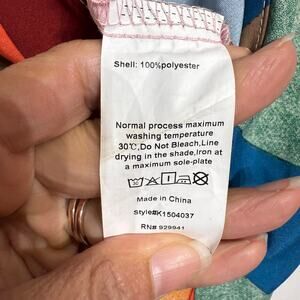 Shell: 100%polyester
Normal process maximum
washing temperature
30℃,Do Not Bleach,Line
drying in the shade,Iron at
a maximum sole-plate
Made in China
Style#K1504037
RN# 929941